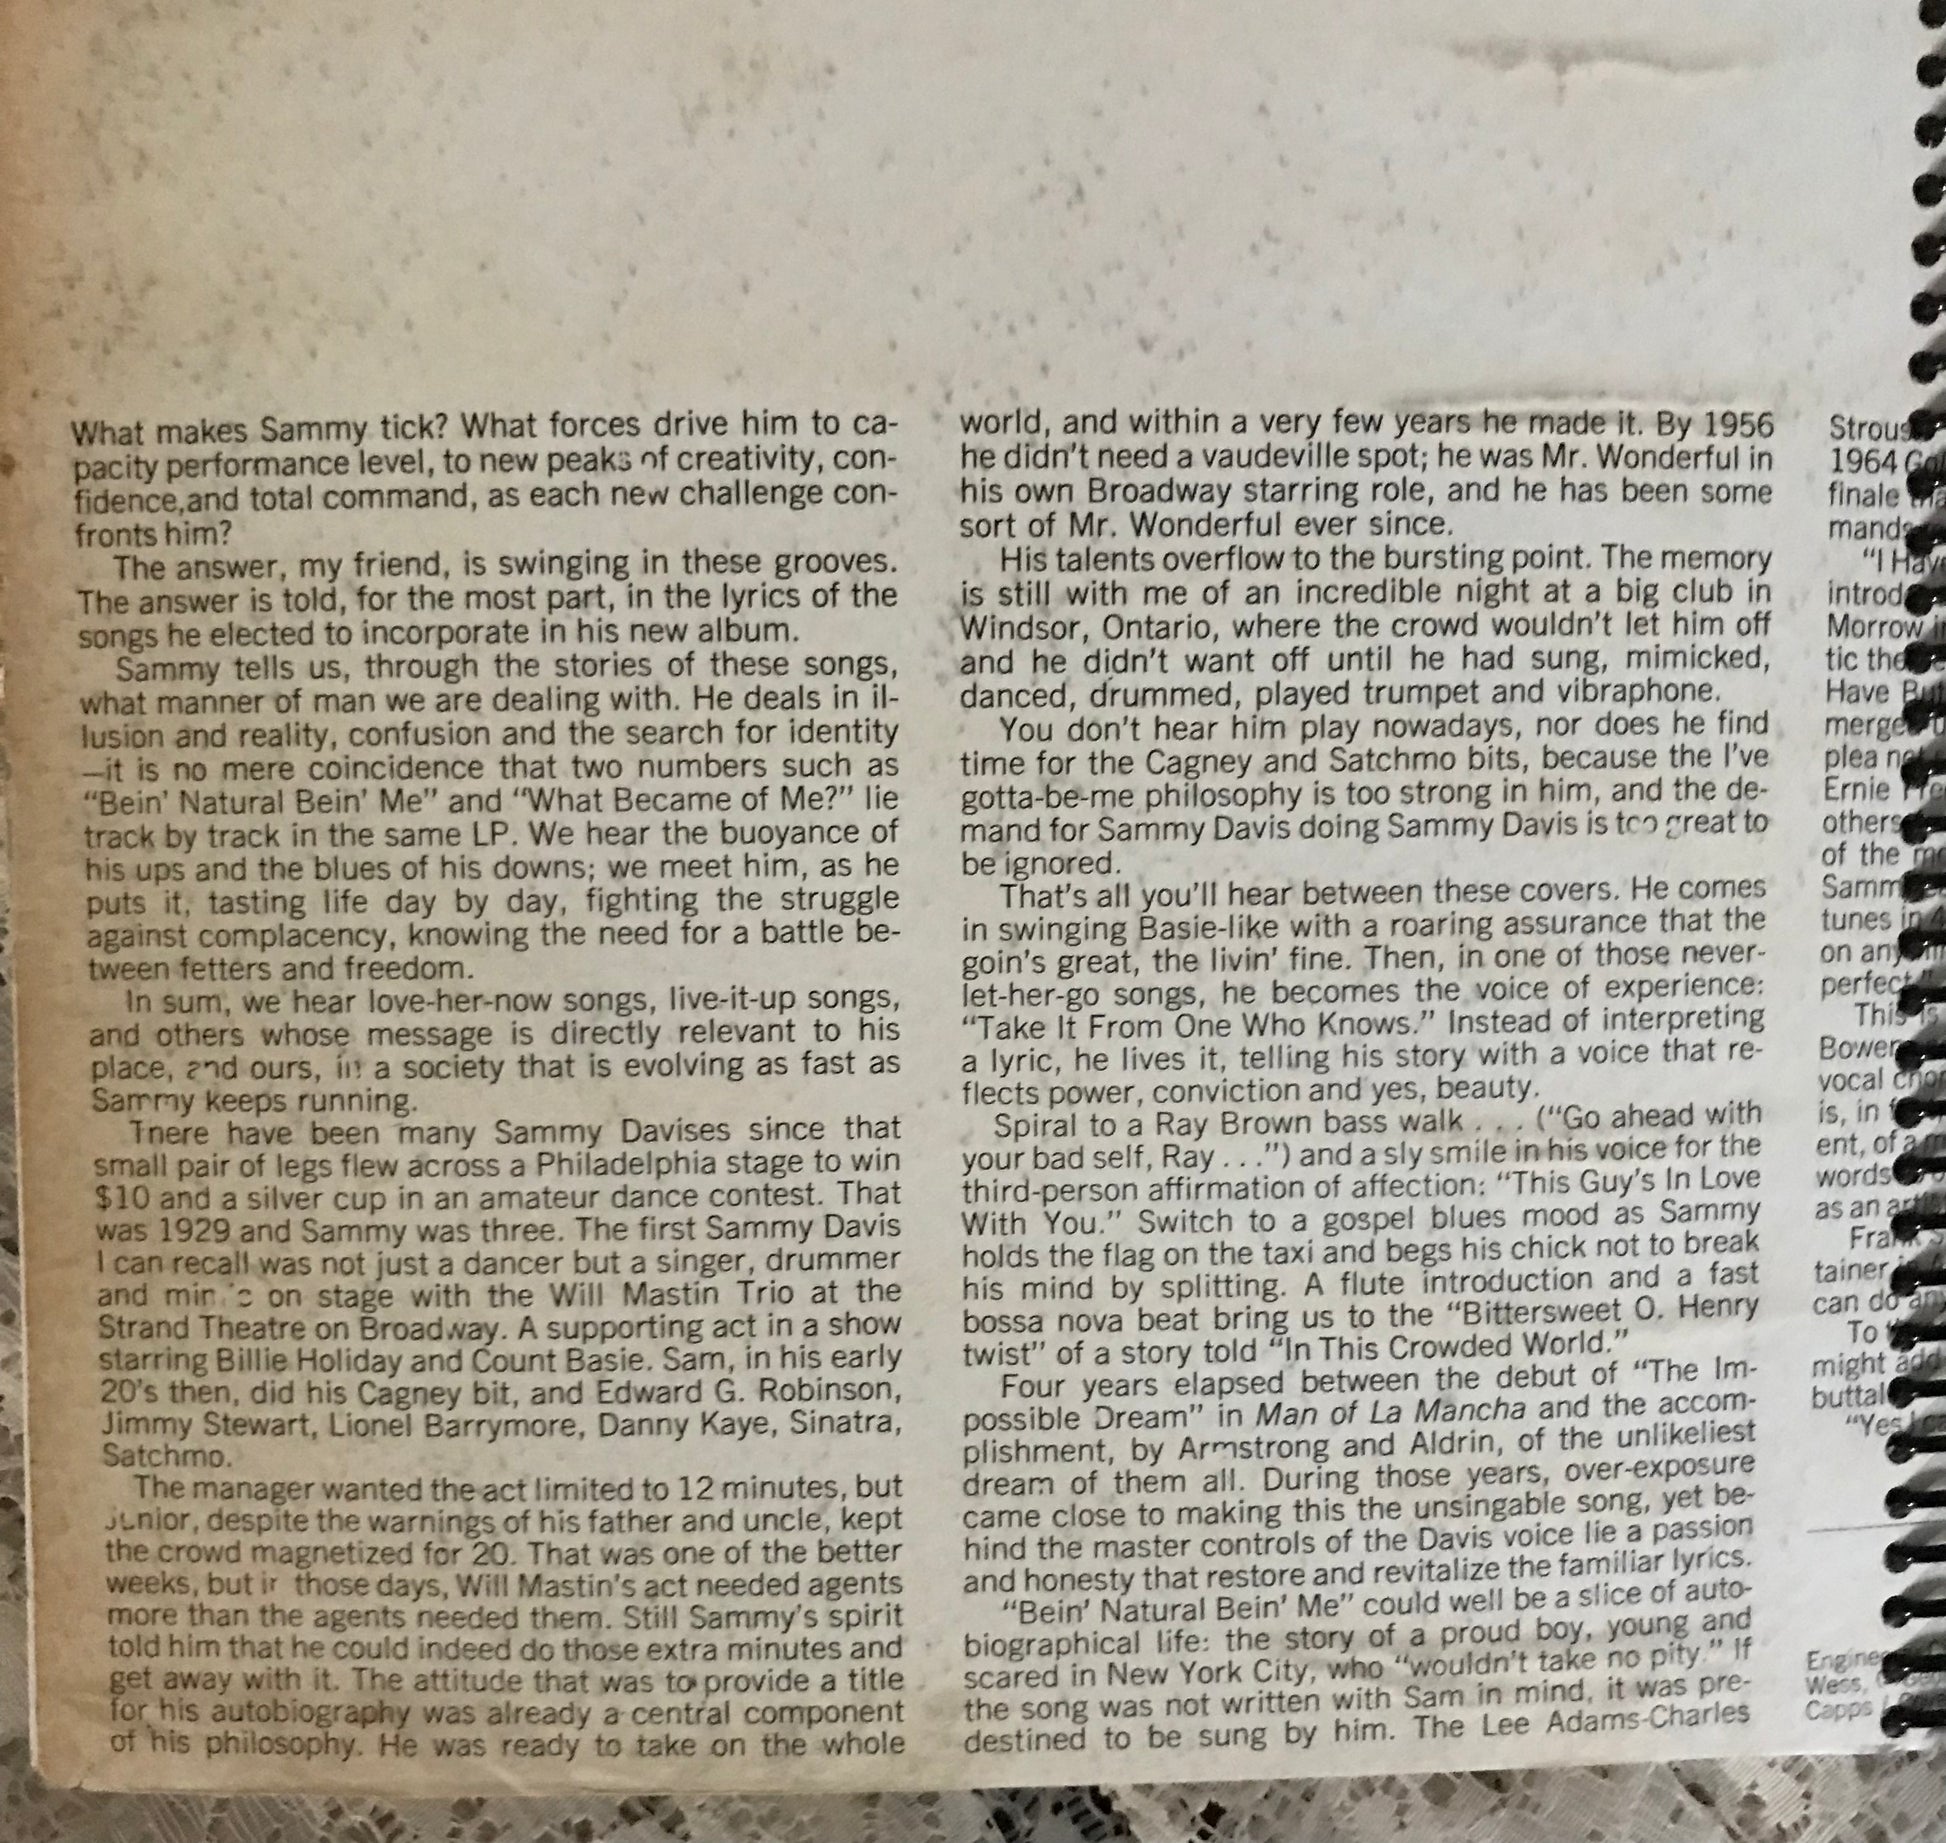 What makes Sammy tick? What forces drive him to ca-
pacity performance level, to new peaks of creativity, con-
fidence,and total command, as each new challenge con-
fronts him?
The answer, my friend, is swinging in these grooves.
The answer is told, for the most part, in the lyrics of the
songs he elected to incorporate in his new album.
Sammy tells us, through the stories of these songs,
what manner of man we are dealing with. He deals in il-
lusion and reality, confusion and the search for identity
—it is no mere coincidence that two numbers such as
“Bein’ Natural Bein’ Me” and “What Became of Me?” lie
track by track in the same LP. We hear the buoyance of
his ups and the blues of his downs; we meet him, as he
puts it, tasting life day by day, fighting the struggle
against complacency, knowing the need for a battle be-
tween fetters and freedom.
In sum, we hear love-her-now songs, live-it-up songs,
and others whose message is directly relevant to his
place, and ours, in a society that is evolving as fast as
Sammy keeps running.
There have been many Sammy Davises since that
small pair of legs flew across a Philadelphia stage to win
$10 and a silver cup in an amateur dance contest. That
was 1929 and Sammy was three. The first Sammy Davis
I can recall was not just a dancer but a singer, drummer
and on stage with the Will Mastin Trio at the
Strand Theatre on Broadway. A supporting act in a show
starring Billie Holiday and Count Basie. Sam, in his early
20’s then, did his Cagney bit, and Edward G. Robinson,
Jimmy Stewart, Lionel Barrymore, Danny Kaye, Sinatra,
Satchmo.
The manager wanted the act limited to 12 minutes, but
junior, despite the warnings of his father and uncle, kept
the crowd magnetized for 20. That was one of the better
weeks, but in those days, Will Mastin’s act needed agents
more than the agents needed them. Still Sammy’s spirit
told him that he could indeed do those extra minutes and
get away with it. The attitude that was to provide a title
for his autobiography was already a central component
of his philosophy. He was ready to take on the whole
world, and within a very few years he made it. By 1956
he didn’t need a vaudeville spot; he was Mr. Wonderful in
his own Broadway starring role, and he has been some
sort of Mr. Wonderful ever since.
His talents overflow to the bursting point. The memory
is still with me of an incredible night at a big club in
Windsor, Ontario, where the crowd wouldn’t let him off
and he didn’t want off until he had sung, mimicked,
danced, drummed, played trumpet and vibraphone.
You don’t hear him play nowadays, nor does he find
time for the Cagney and Satchmo bits, because the I’ve
gotta-be-me philosophy is too strong in him, and the de-
mand for Sammy Davis doing Sammy Davis is too great to
be ignored.
That’s all you’ll hear between these covers. He comes
in swinging Basie-like with a roaring assurance that the
goin’s great, the livin’ fine. Then, in one of those never-
let-her-go songs, he becomes the voice of experience:
“Take It From One Who Knows.” Instead of interpreting
a lyric, he lives it, telling his story with a voice that re-
flects power, conviction and yes, beauty.
Spiral to a Ray Brown bass walk . . . (“Go ahead with
your bad self, Ray . . .”) and a sly smile in his voice for the
third-person affirmation of affection: “This Guy’s In Love
With You.” Switch to a gospel blues mood as Sammy
holds the flag on the taxi and begs his chick not to break
his mind by splitting. A flute introduction and a fast
bossa nova beat bring us to the “Bittersweet O. Henry
twist” of a story told “In This Crowded World.”
Four years elapsed between the debut of “The Im-
possible Dream” in Man of La Mancha and the accom-
plishment, by Armstrong and Aldrin, of the unlikeliest
dream of them all. During those years, over-exposure
came close to making this the unsingable song, yet be-
hind the master controls of the Davis voice lie a passion
and honesty that restore and revitalize the familiar lyrics.
“Bein’ Natural Bein’ Me” could well be a slice of auto-
biographical life: the story of a proud boy, young and
scared in New York City, who “wouldn’t take no pity.” If
the song was not written with Sam in mind, it was pre-
destined to be sung by him. The Lee Adams-Charles
1964
finale
“I
Morrow
tic
Have
plea
Ernie
of the
tunes in
on any
perfect
This
vocal
is, in
ent, of a
words
as an
can do
To
might add
“Yes
Wess,
Capps